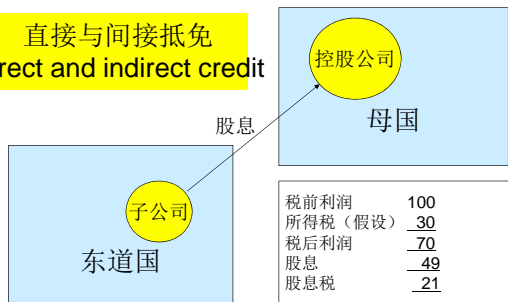 直接与间接抵免
rect and indirect credit
控股公司
母国
股息
子公司
东道国
税前利润 100
所得税（假设） 30
税后利润 70
股息 49
股息税 21